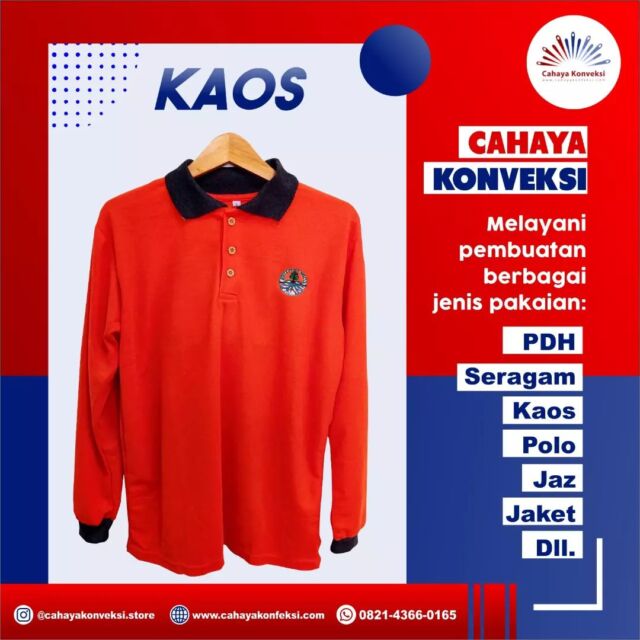 KAOS
Cahaya Konveksi
CAHAYA
KONVEKSI
Melayani
pembuatan
berbagai
jenis pakaian:
PDH
Seragam
Kaos
Polo
Jaz
Jaket
Dll.
@cahayakonveksi.store
www.cahayakonfeksi.com
0821-4366-0165